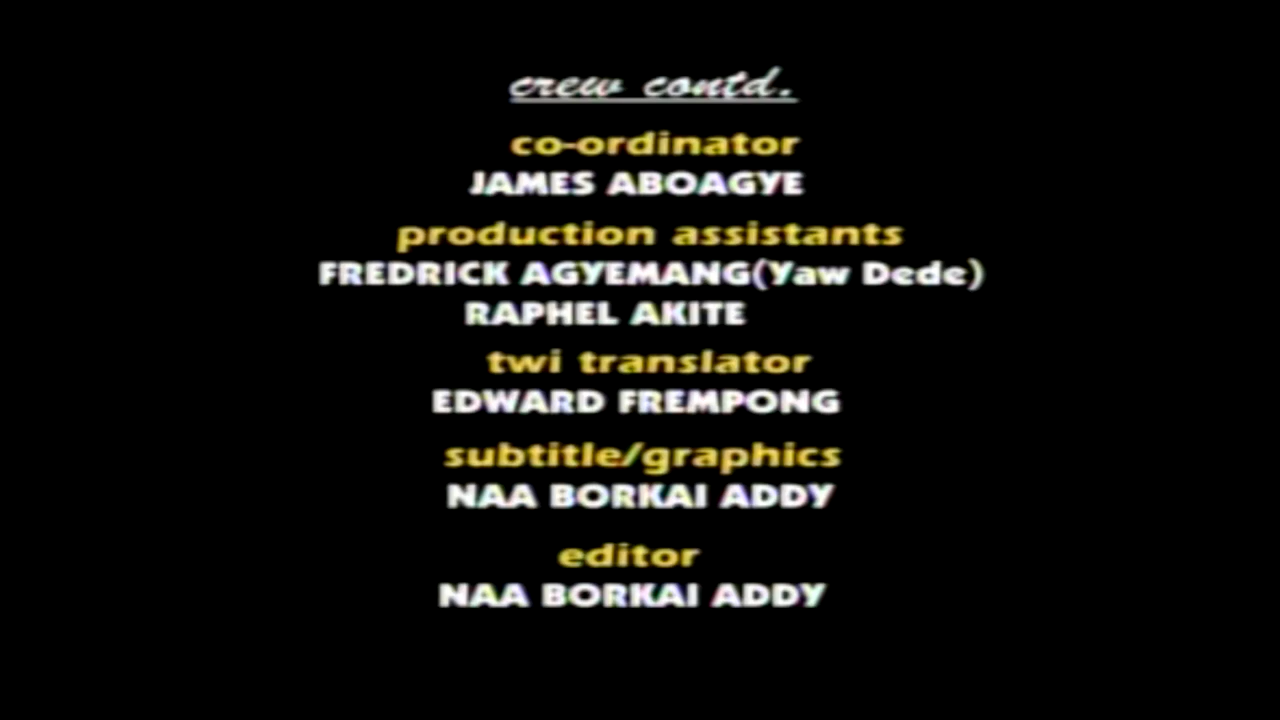 crew contd.
co-ordinator
JAMES ABOAGYE
production assistants
FREDRICK AGYEMANG(Yaw Dede)
RAPHEL AKITE
twi translator
EDWARD FREMPONG
subtitle/graphics
NAA BORKAI ADDY
editor
NAA BORKAI ADDY